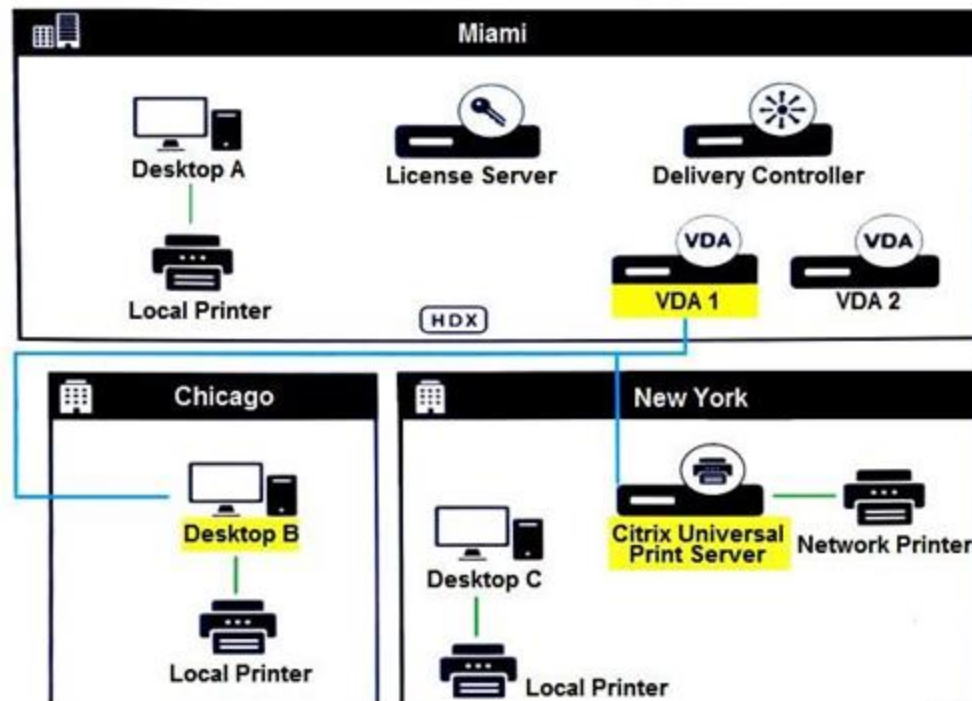 Miami
Desktop A
License Server
Delivery Controller
VDA
VDA
Local Printer
VDA 1
VDA 2
HDX
Chicago
New York
Desktop B
Citrix Universal
Print Server
Network Printer
Desktop C
Local Printer
Local Printer